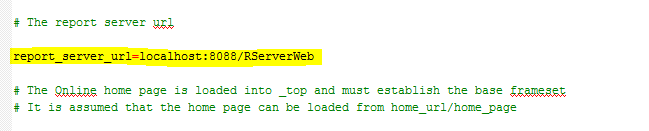 # The report server url
report_server_url=localhost:8088/RServerWeb
# The Online home page is loaded into _top and must establish the base frameset
# It is assumed that the home page can be loaded from home_url/home_page